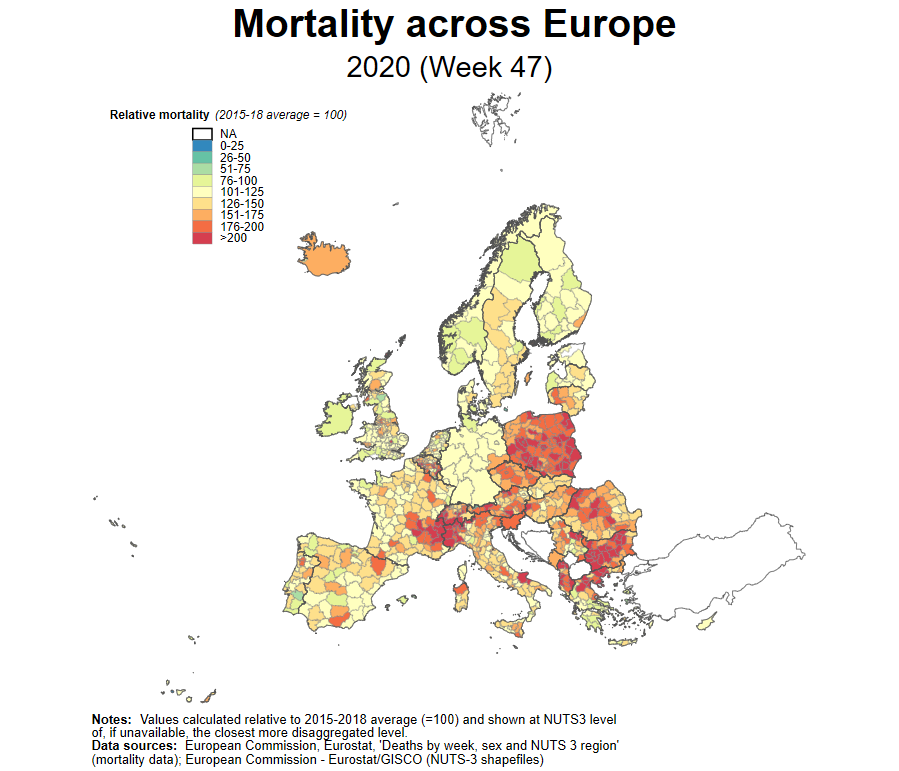 Mortality across Europe
2020 (Week 47)
Relative mortality (2015-18 average = 100)
NA
0-25
26-50
51-75
76-100
101-125
126-150
151-175
176-200
>200
Notes: Values calculated relative to 2015-2018 average (=100) and shown at NUTS3 level
of, if unavailable, the closest more disaggregated level.
Data sources: European Commission, Eurostat, 'Deaths by week, sex and NUTS 3 region'
(mortality data); European Commission - Eurostat/GISCO (NUTS-3 shapefiles)